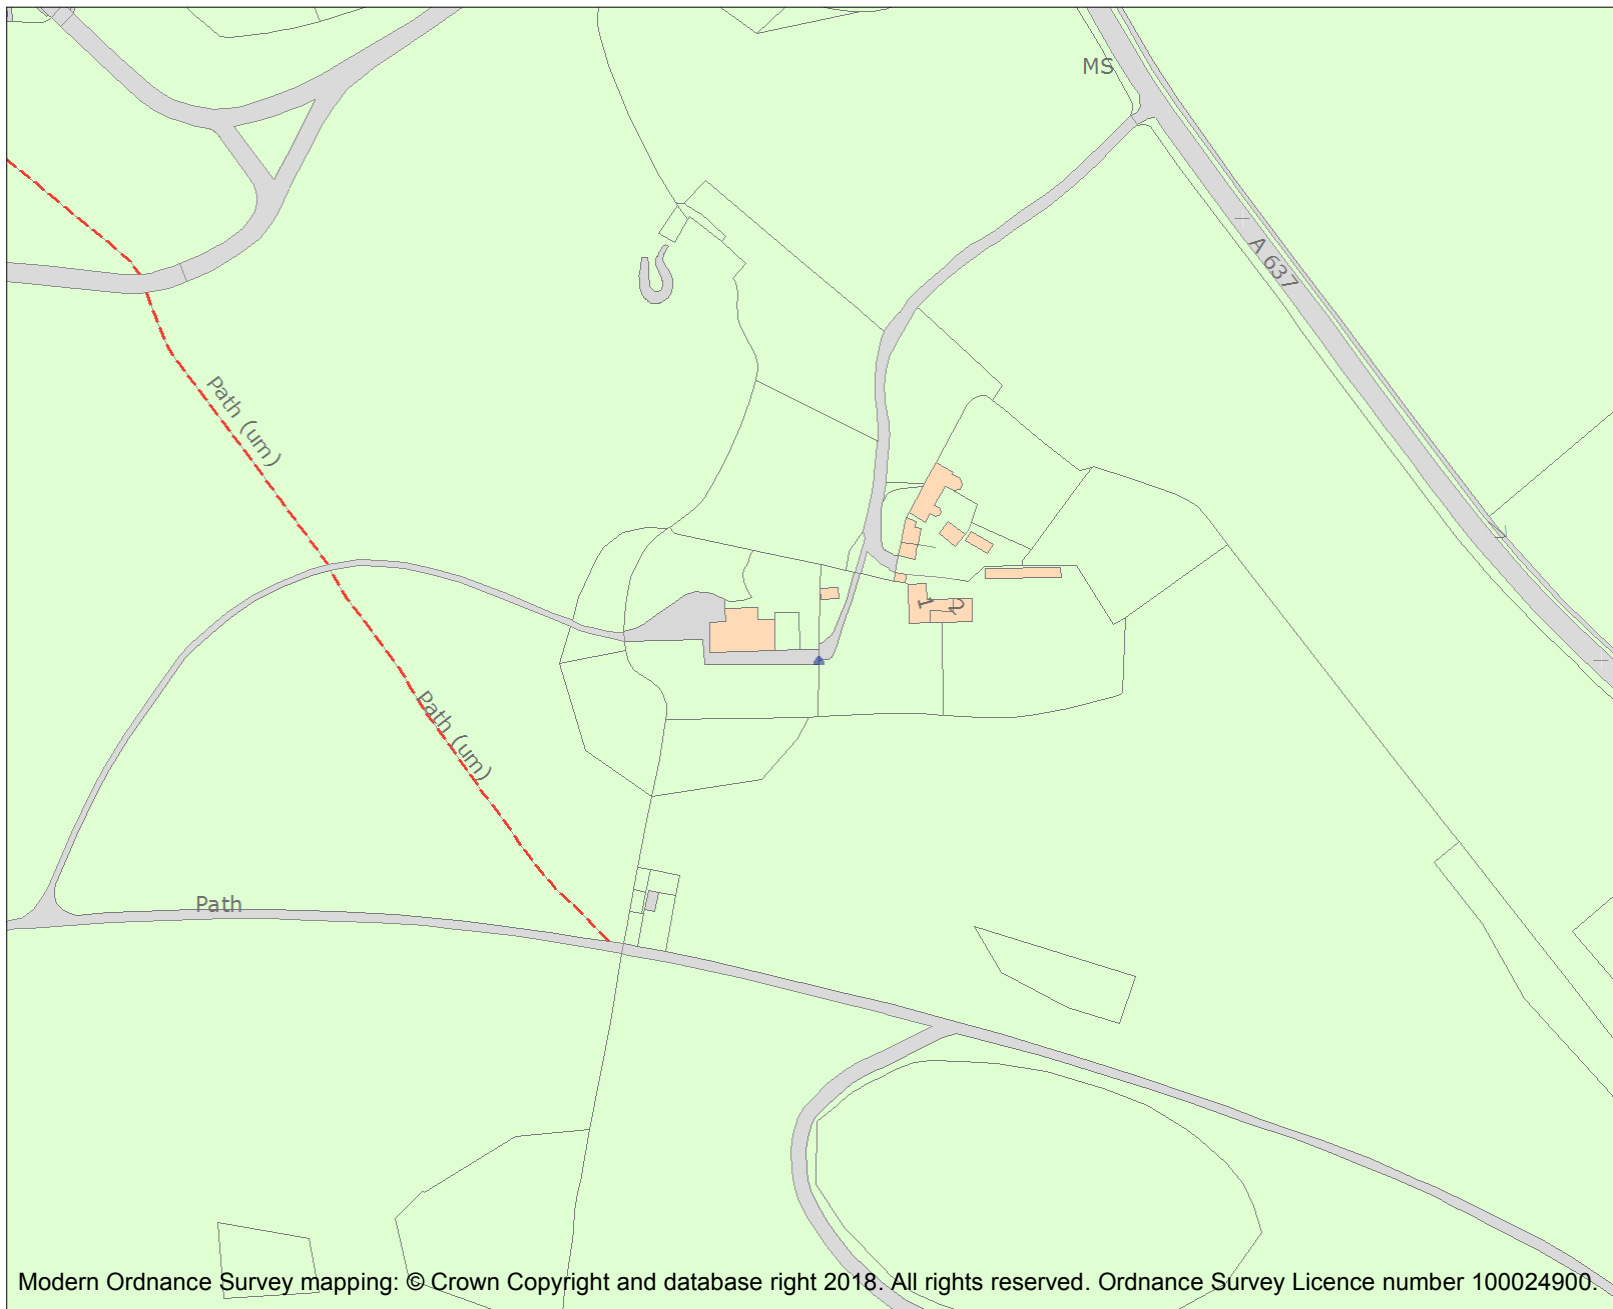 MS
A 637
Path (um)
1
2
Path (um)
Path
Modern Ordnance Survey mapping: © Crown Copyright and database right 2018. All rights reserved. Ordnance Survey Licence number 100024900.